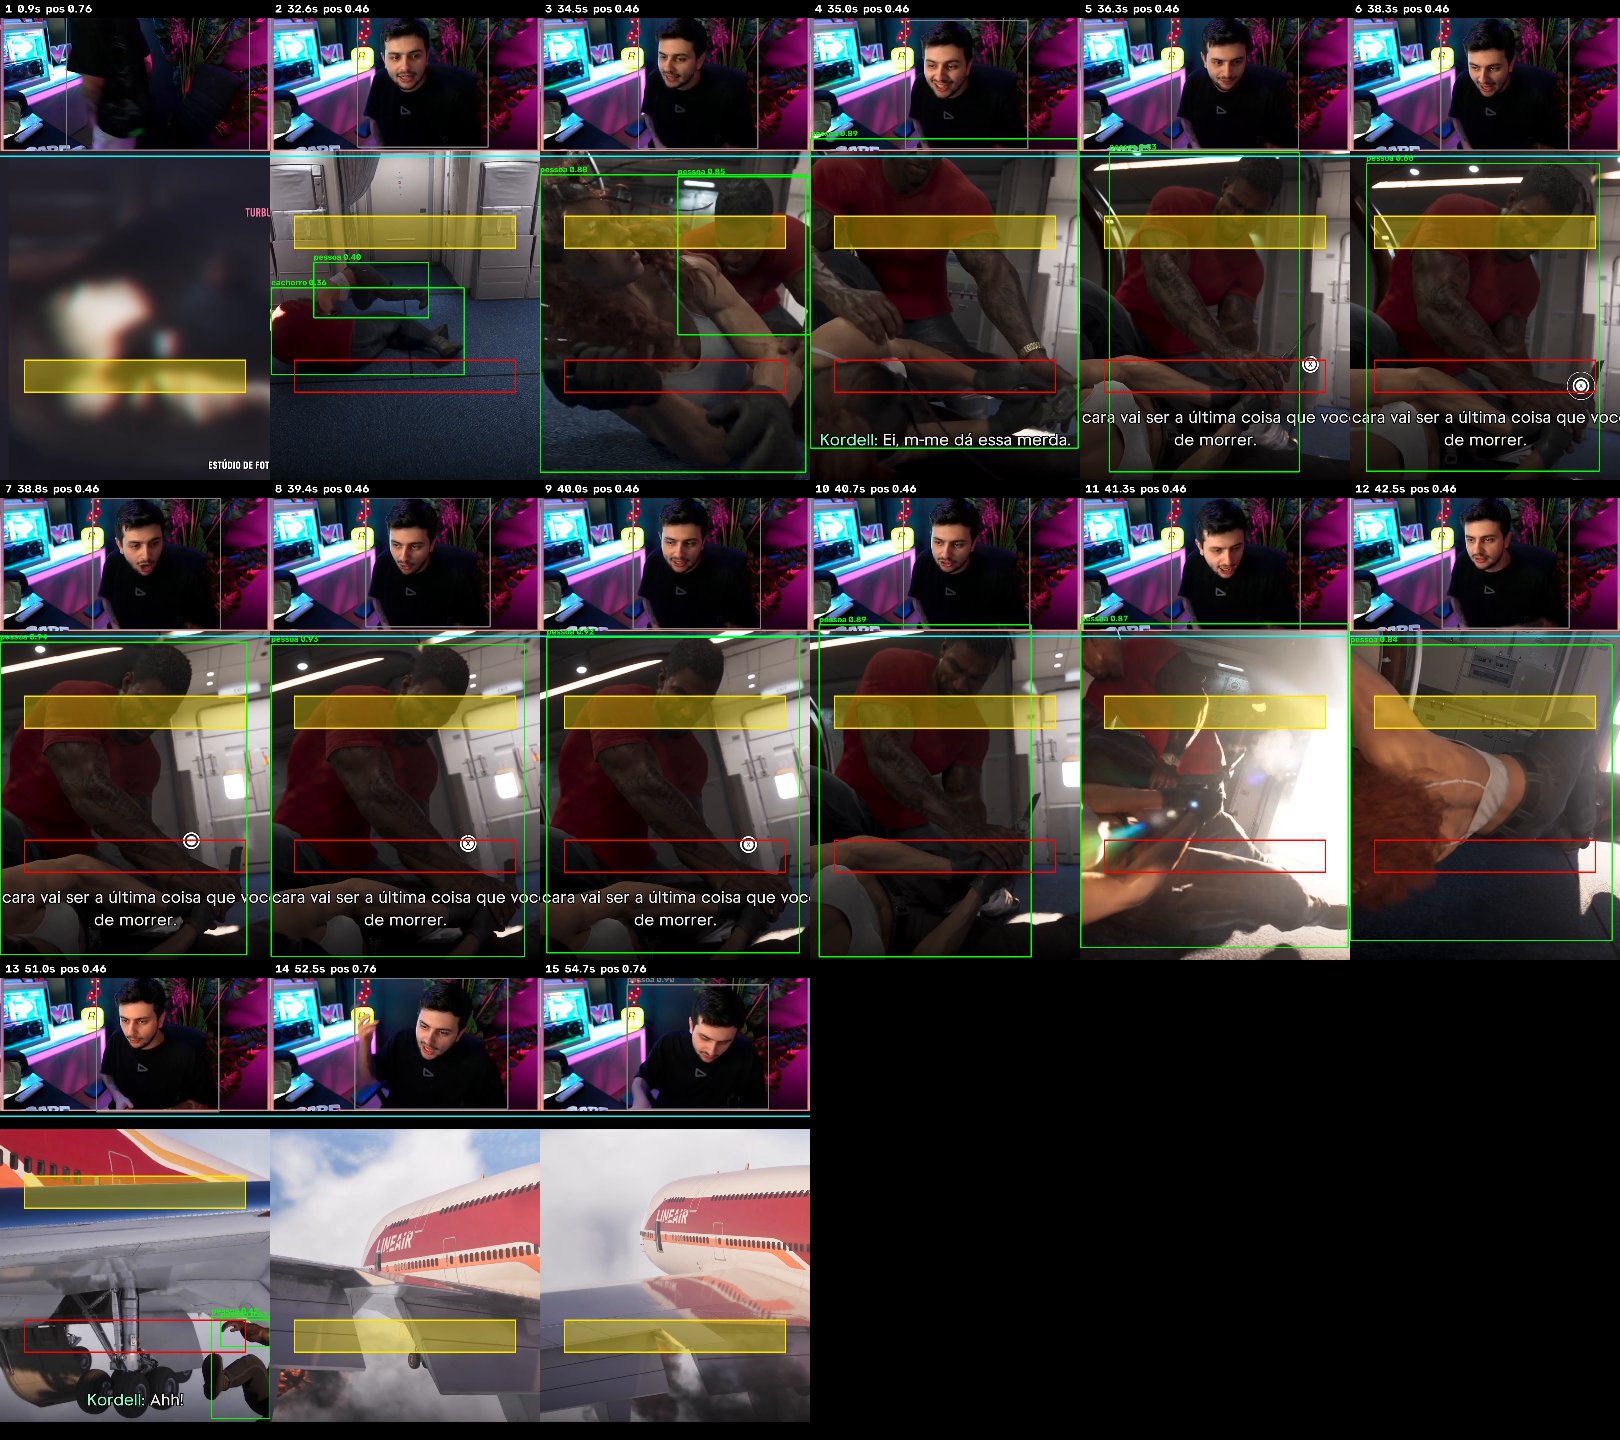 1 0.9s pos 0.76
2 32.6s pos 0.46
3 34.5s pos 0.46
4 35.0s pos 0.46
5 36.3s pos 0.46
6 38.3s pos 0.46
R
R
R
R
R
pessoa 0.89
pessoa 0.88
pessoa 0.85
TURBU
pessoa 0.40
cachorro 0.36
cara vai ser a última coisa que voc
de morrer.
cara vai ser a última coisa que voc
de morrer.
Kordell: Ei, m-me dá essa merda.
ESTÚDIO DE FOT
7 38.8s pos 0.46
8 39.4s pos 0.46
9 40.0s pos 0.46
10 40.7s pos 0.46
11 41.3s pos 0.46
12 42.5s pos 0.46
R
R
R
R
R
R
pessoa 0.74
pessoa 0.93
pessoa 0.92
pessoa 0.89
pessoa 0.87
pessoa 0.84
cara vai ser a última coisa que voc
de morrer.
cara vai ser a última coisa que voc
de morrer.
cara vai ser a última coisa que voc
de morrer.
13 51.0s pos 0.46
14 52.5s pos 0.76
15 54.7s pos 0.76
pessoa 0.90
R
R
R
LINEAIR
LINEAIR
Kordell: Ahh!